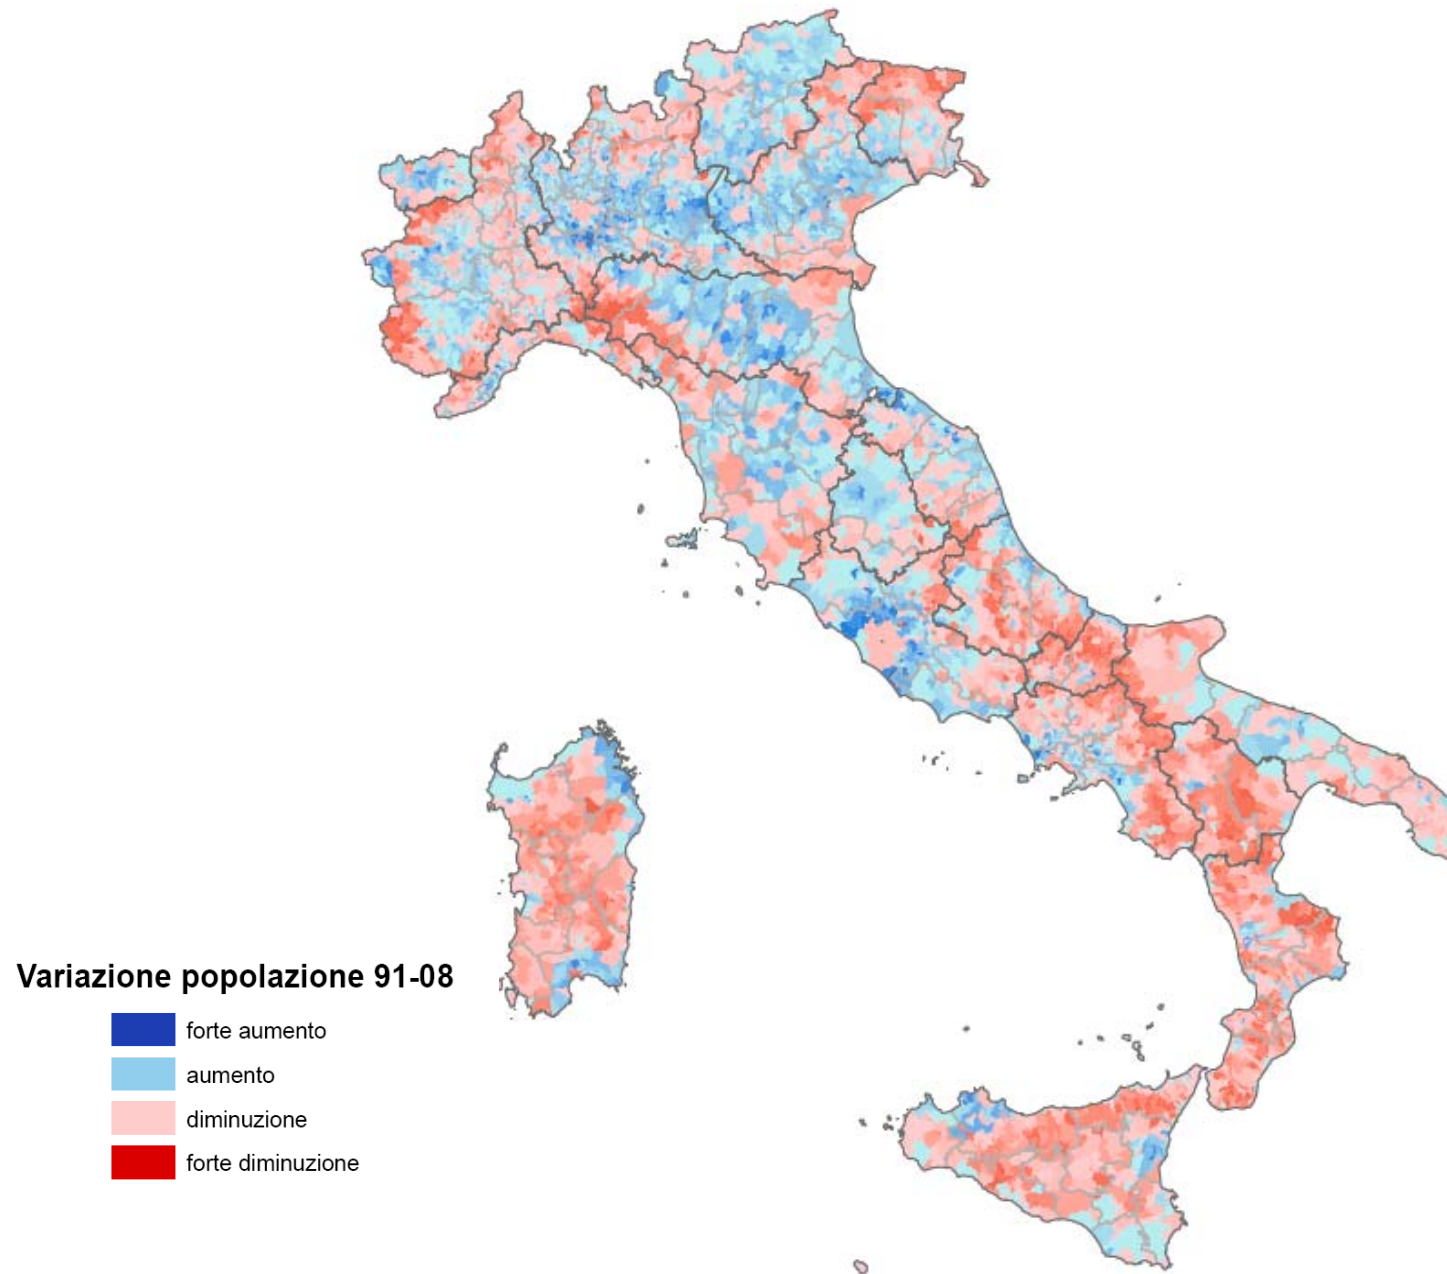 Variazione popolazione 91-08
forte aumento
aumento
diminuzione
forte diminuzione